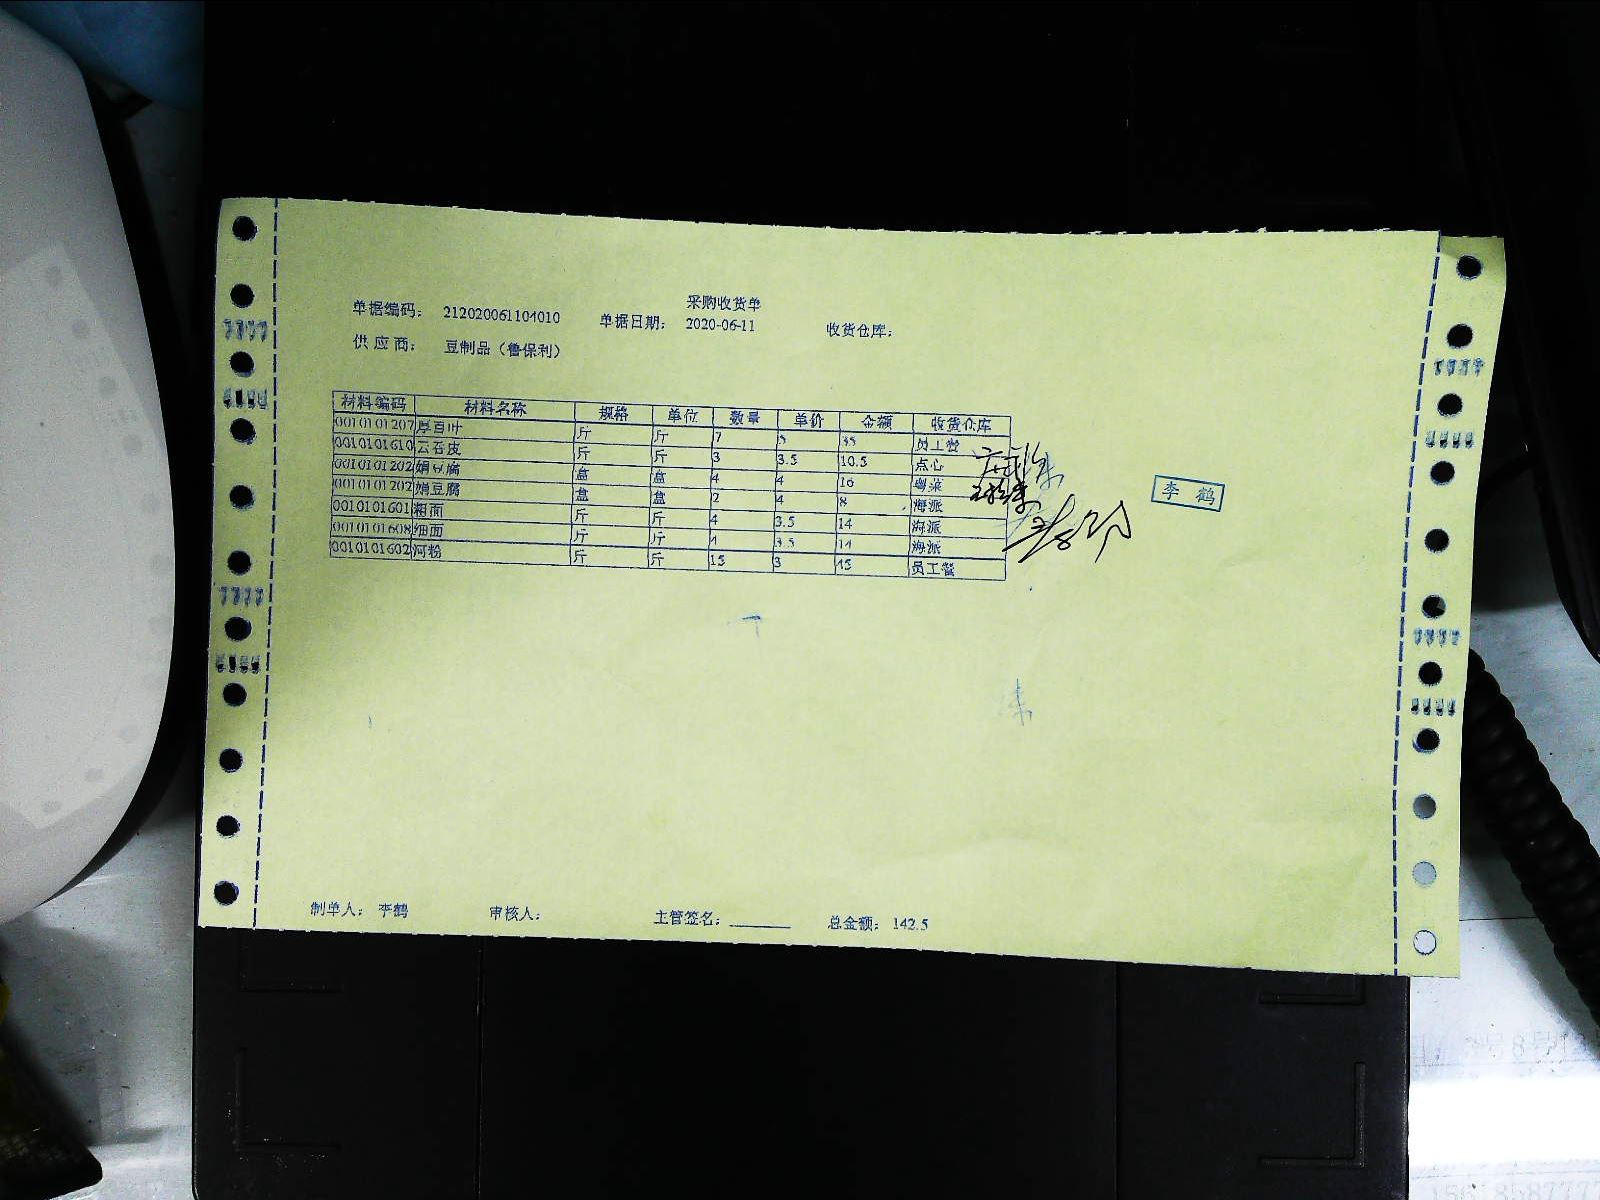 采购收货单
单据编码： 212020061104010 单据日期： 2020-06-11 收货仓库：
供 应 商： 豆制品（鲁保利）
材料编码 材料名称 规格 单位 数量 单价 金额 收货仓库
0010101207 厚百叶 斤 斤 7 5 35 员工餐
0010101610 云吞皮 斤 斤 3 3.5 10.5 点心
0010101202 娟豆腐 盒 盒 4 4 16 粤菜
0010101202 娟豆腐 盒 盒 2 4 8 海派
0010101601 粗面 斤 斤 4 3.5 14 海派
0010101608 细面 斤 斤 4 3.5 14 海派
0010101602 河粉 斤 斤 15 3 45 员工餐
李 鹤
制单人： 李鹤 审核人： 主管签名： 总金额： 142.5